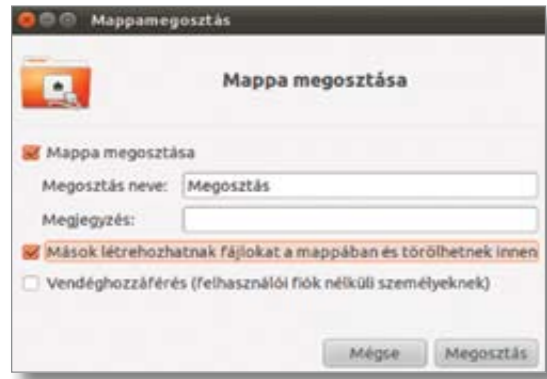 Mappamegosztás
Mappa megosztása
Mappa megosztása
Megosztás neve: Megosztás
Megjegyzés:
Mások létrehozhatnak fájlokat a mappában és törölhetnek innen
Vendéghozzáférés (felhasználói fiók nélküli személyeknek)
Mégse Megosztás